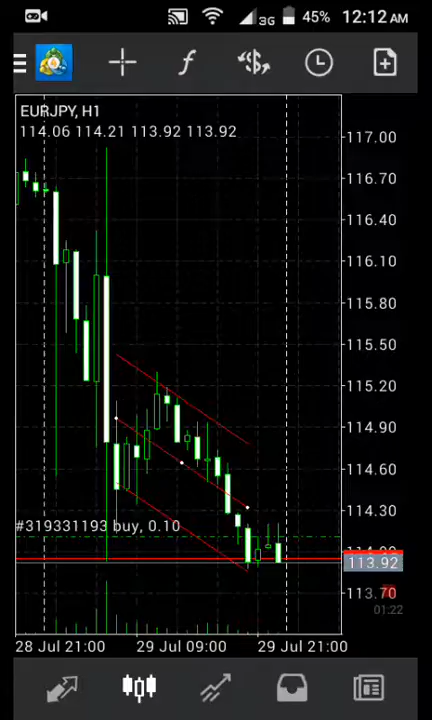 3G 45% 12:12 AM
f
EURJPY, H1
114.06 114.21 113.92 113.92
117.00
116.70
116.40
116.10
115.80
115.50
115.20
114.90
114.60
114.30
#319331193 buy, 0.10
113.92
113.70
01:22
28 Jul 21:00 29 Jul 09:00 29 Jul 21:00